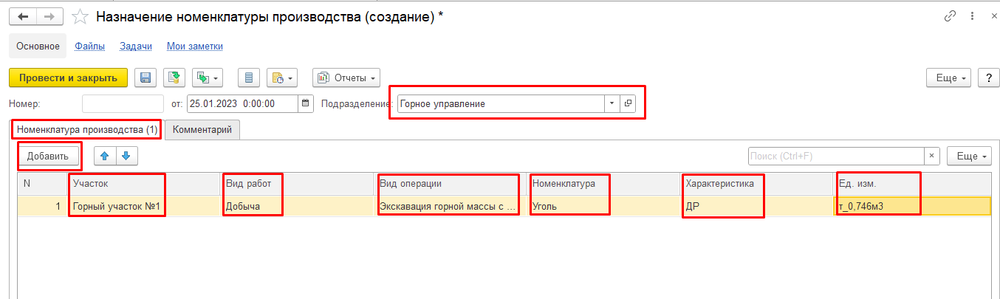 Назначение номенклатуры производства (создание) *
Основное Файлы Задачи Мои заметки
Провести и закрыть Отчеты Еще ?
Номер: от: 25.01.2023 0:00:00 Подразделение: Горное управление
Номенклатура производства (1) Комментарий
Добавить Поиск (Ctrl+F) × Еще
N Участок Вид работ Вид операции Номенклатура Характеристика Ед. изм.
1 Горный участок №1 Добыча Экскавация горной массы с ... Уголь ДР т_0,746м3